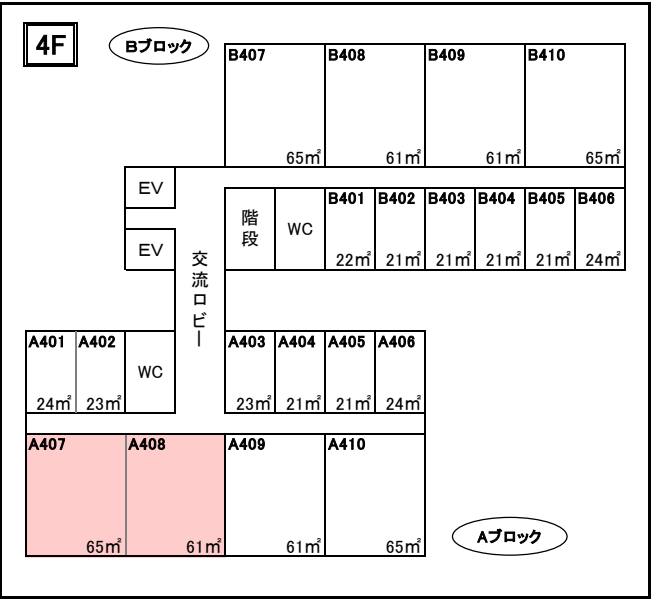 4F
Bブロック
B407 B408 B409 B410
65㎡ 61㎡ 61㎡ 65㎡
EV
階段
WC
B401 B402 B403 B404 B405 B406
22㎡ 21㎡ 21㎡ 21㎡ 21㎡ 24㎡
EV
交流ロビー
A401 A402
WC
A403 A404 A405 A406
24㎡ 23㎡ 23㎡ 21㎡ 21㎡ 24㎡
A407 A408 A409 A410
65㎡ 61㎡ 61㎡ 65㎡
Aブロック